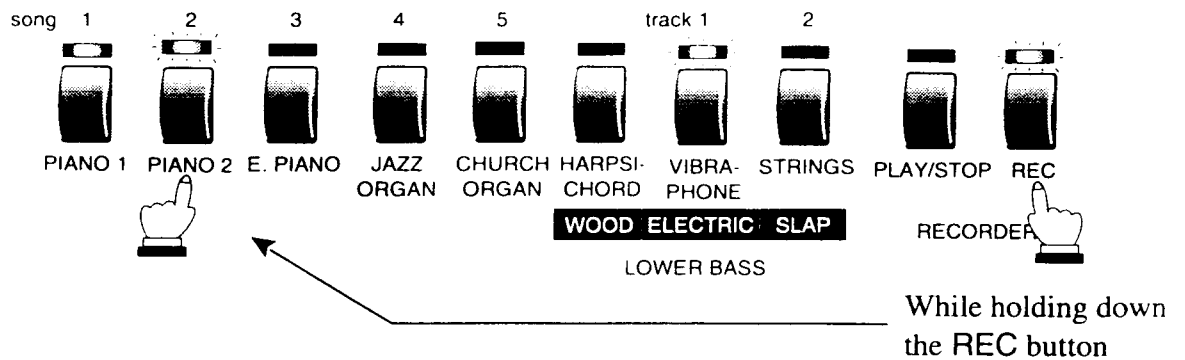 song 1 2 3 4 5 track 1 2
PIANO 1 PIANO 2 E. PIANO JAZZ ORGAN CHURCH ORGAN HARPSI-CHORD VIBRA-PHONE STRINGS PLAY/STOP REC
WOOD ELECTRIC SLAP
RECORDER
LOWER BASS
While holding down
the REC button